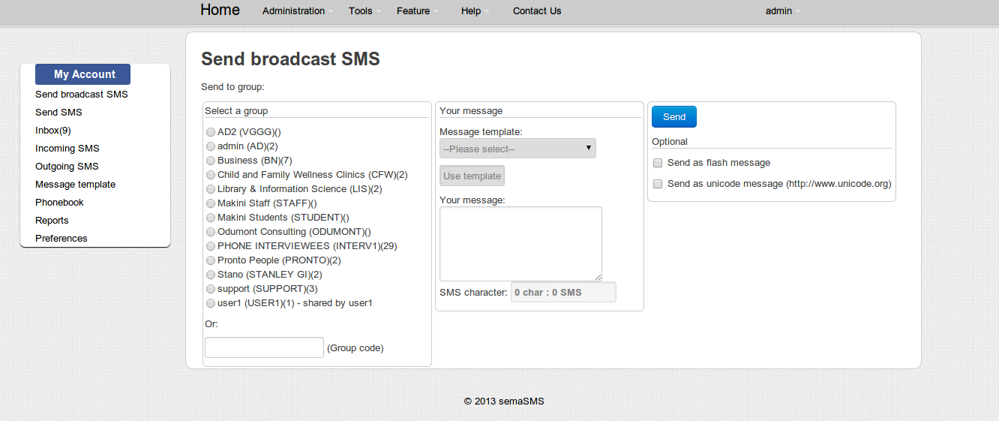 Home Administration Tools Feature Help Contact Us admin
My Account
Send broadcast SMS
Send SMS
Inbox(9)
Incoming SMS
Outgoing SMS
Message template
Phonebook
Reports
Preferences
Send broadcast SMS
Send to group:
Select a group
AD2 (VGGG)()
admin (AD)(2)
Business (BN)(7)
Child and Family Wellness Clinics (CFW)(2)
Library & Information Science (LIS)(2)
Makini Staff (STAFF)()
Makini Students (STUDENT)()
Odumont Consulting (ODUMONT)()
PHONE INTERVIEWEES (INTERV1)(29)
Pronto People (PRONTO)(2)
Stano (STANLEY GI)(2)
support (SUPPORT)(3)
user1 (USER1)(1) - shared by user1
Or:
(Group code)
Your message
Message template:
--Please select--
Use template
Your message:
SMS character: 0 char : 0 SMS
Send
Optional
Send as flash message
Send as unicode message (http://www.unicode.org)
© 2013 semaSMS